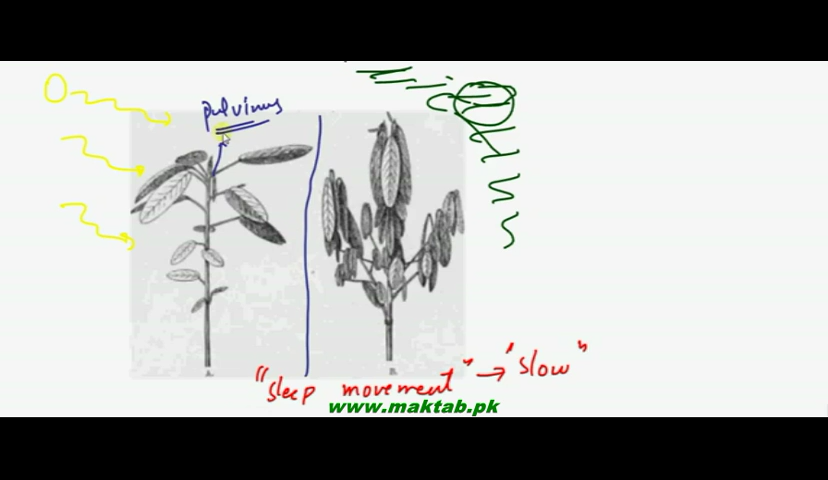 pulvinus
"sleep movement" → "slow"
www.maktab.pk